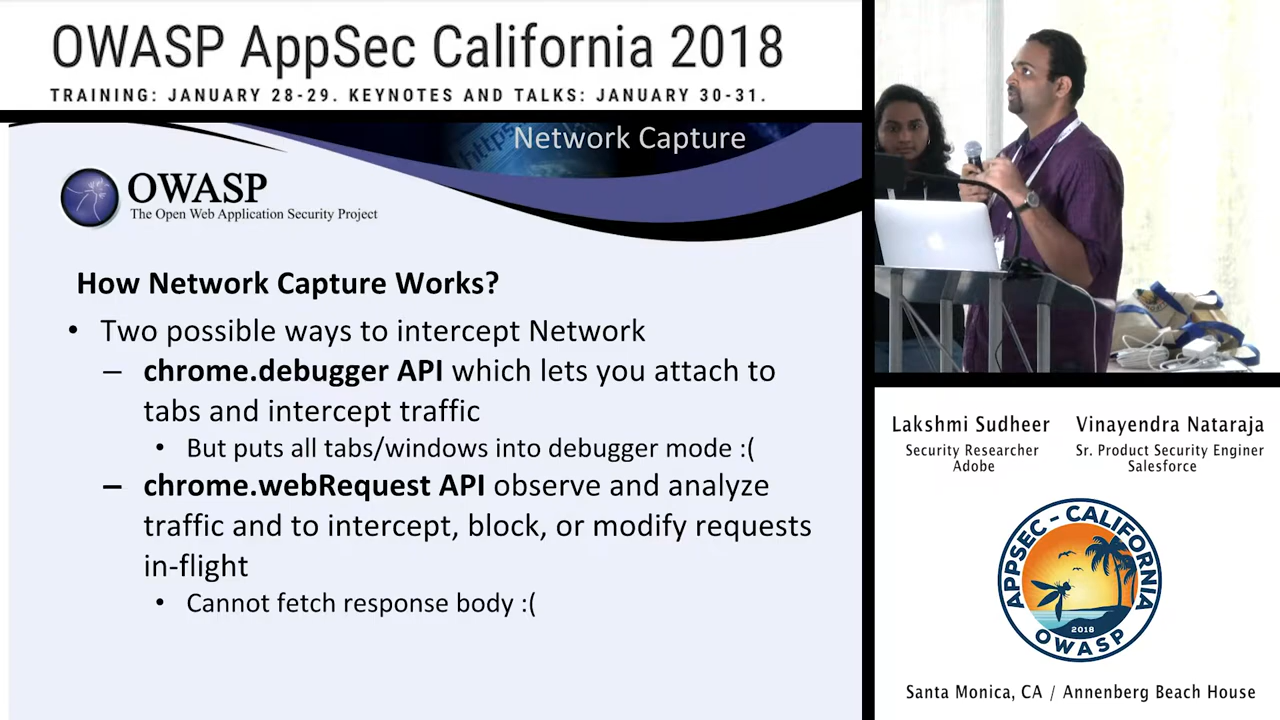 OWASP AppSec California 2018
TRAINING: JANUARY 28-29. KEYNOTES AND TALKS: JANUARY 30-31.
https
Network Capture
OWASP
The Open Web Application Security Project
How Network Capture Works?
• Two possible ways to intercept Network
– chrome.debugger API which lets you attach to
tabs and intercept traffic
• But puts all tabs/windows into debugger mode :(
– chrome.webRequest API observe and analyze
traffic and to intercept, block, or modify requests
in-flight
• Cannot fetch response body :(
Lakshmi Sudheer
Security Researcher
Adobe
Vinayendra Nataraja
Sr. Product Security Enginer
Salesforce
APPSEC - CALIFORNIA
2018
OWASP
Santa Monica, CA / Annenberg Beach House